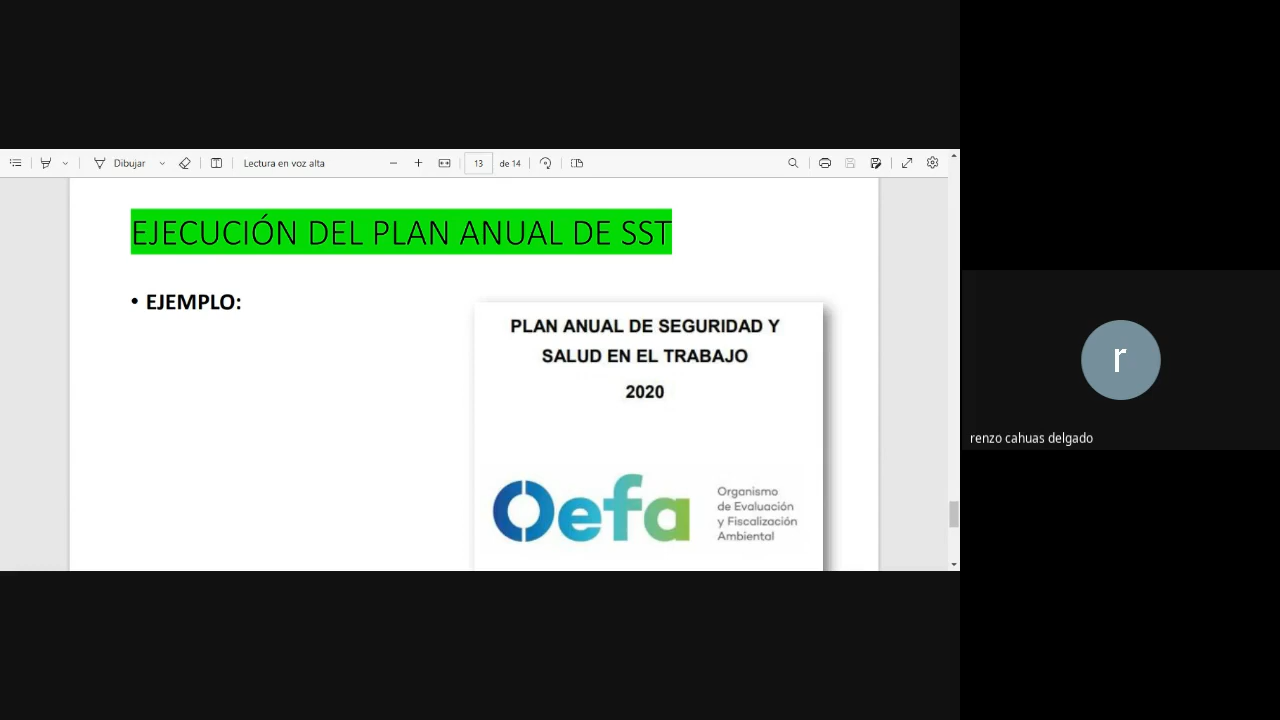 Dibujar
Lectura en voz alta
13
de 14
EJECUCIÓN DEL PLAN ANUAL DE SST
• EJEMPLO:
PLAN ANUAL DE SEGURIDAD Y
SALUD EN EL TRABAJO
2020
Oefa
Organismo
de Evaluación
y Fiscalización
Ambiental
r
renzo cahuas delgado